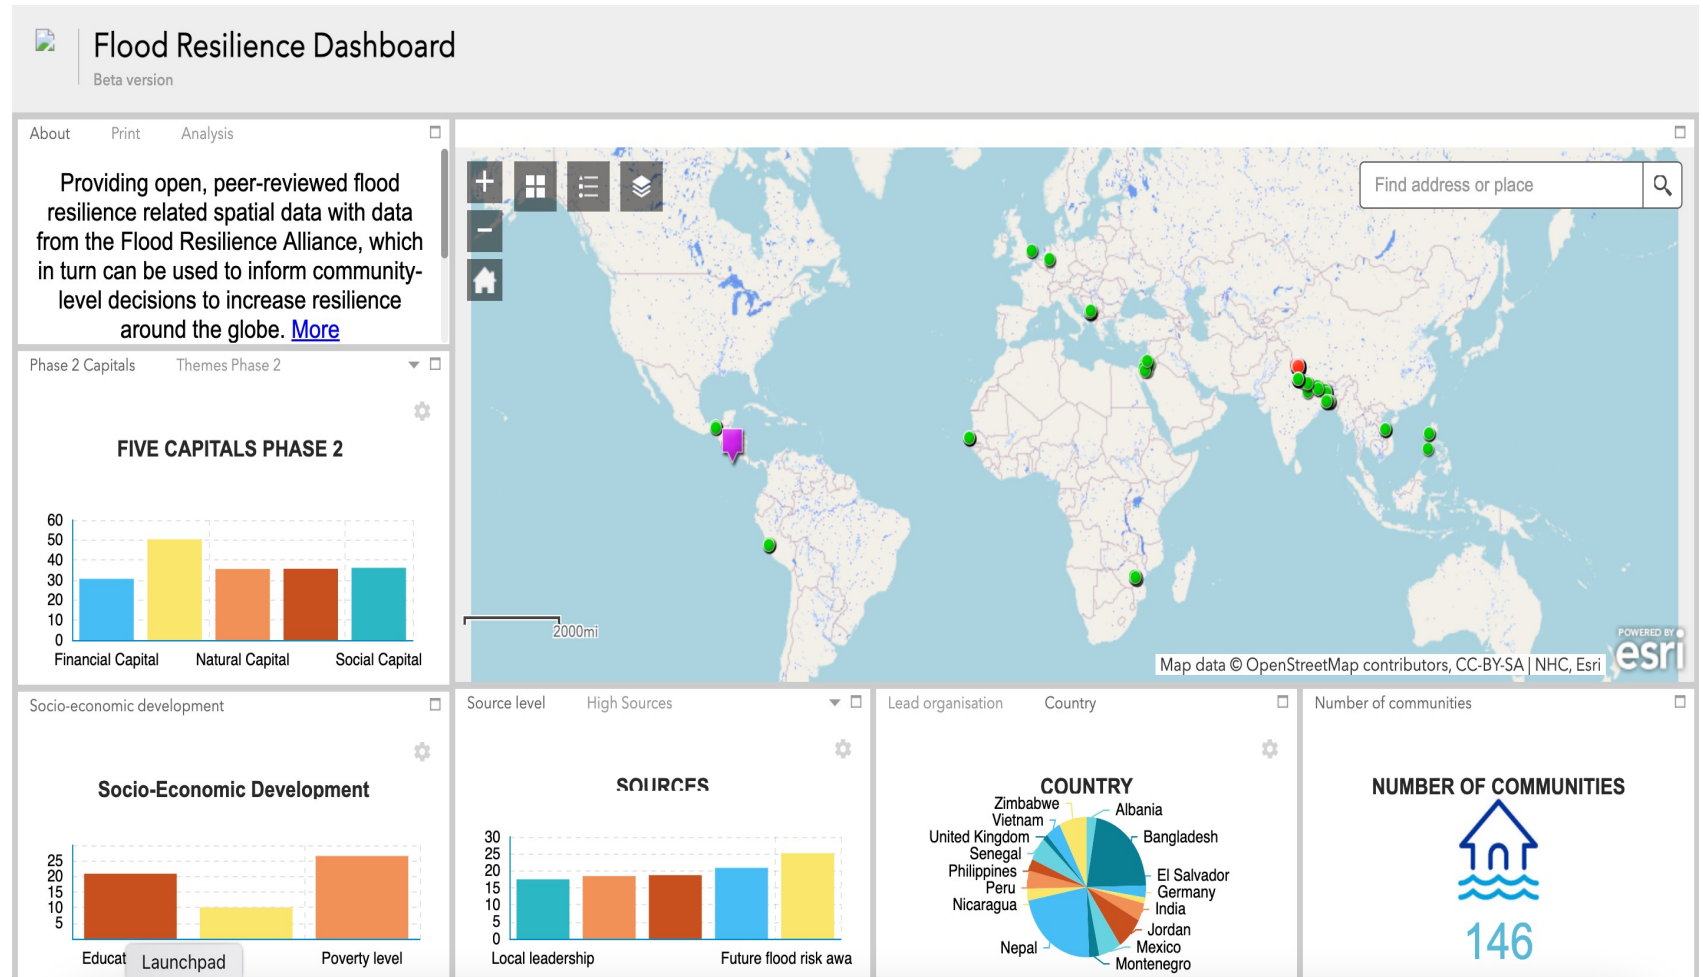 Flood Resilience Dashboard
Beta version
About Print Analysis
Providing open, peer-reviewed flood
resilience related spatial data with data
from the Flood Resilience Alliance, which
in turn can be used to inform community-
level decisions to increase resilience
around the globe. More
Find address or place
2000mi
Map data © OpenStreetMap contributors, CC-BY-SA | NHC, Esri
POWERED BY
esri
Phase 2 Capitals Themes Phase 2
FIVE CAPITALS PHASE 2
60
50
40
30
20
10
0
Financial Capital Natural Capital Social Capital
Socio-economic development
Socio-Economic Development
25
20
15
10
5
Educat Poverty level
Launchpad
Source level High Sources
SOURCES
30
25
20
15
10
5
0
Local leadership Future flood risk awa
Lead organisation Country
COUNTRY
Zimbabwe
Albania
Vietnam
United Kingdom
Bangladesh
Senegal
Philippines
El Salvador
Peru
Germany
Nicaragua
India
Jordan
Nepal
Mexico
Montenegro
Number of communities
NUMBER OF COMMUNITIES
146